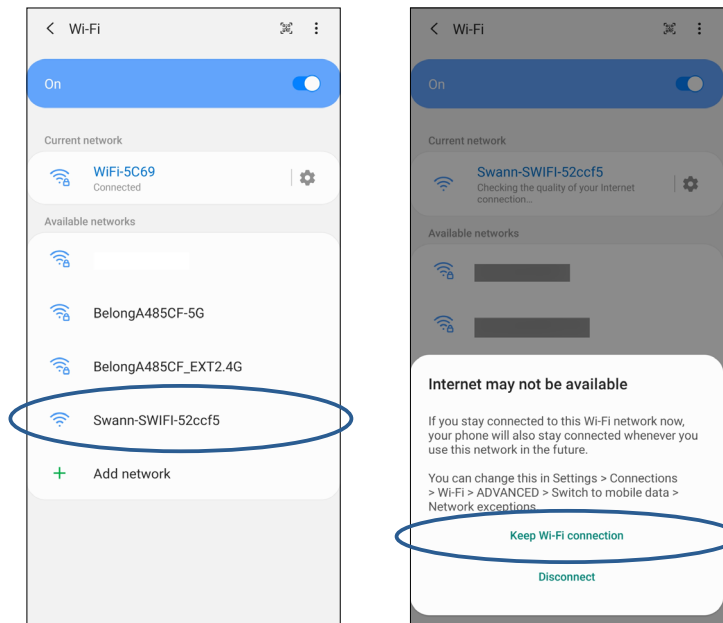 Wi-Fi
On
Current network
WiFi-5C69
Connected
Available networks
BelongA485CF-5G
BelongA485CF_EXT2.4G
Swann-SWIFI-52ccf5
Add network
Wi-Fi
On
Current network
Swann-SWIFI-52ccf5
Checking the quality of your Internet
connection...
Available networks
Internet may not be available
If you stay connected to this Wi-Fi network now,
your phone will also stay connected whenever you
use this network in the future.
You can change this in Settings > Connections
> Wi-Fi > ADVANCED > Switch to mobile data >
Network exceptions
Keep Wi-Fi connection
Disconnect